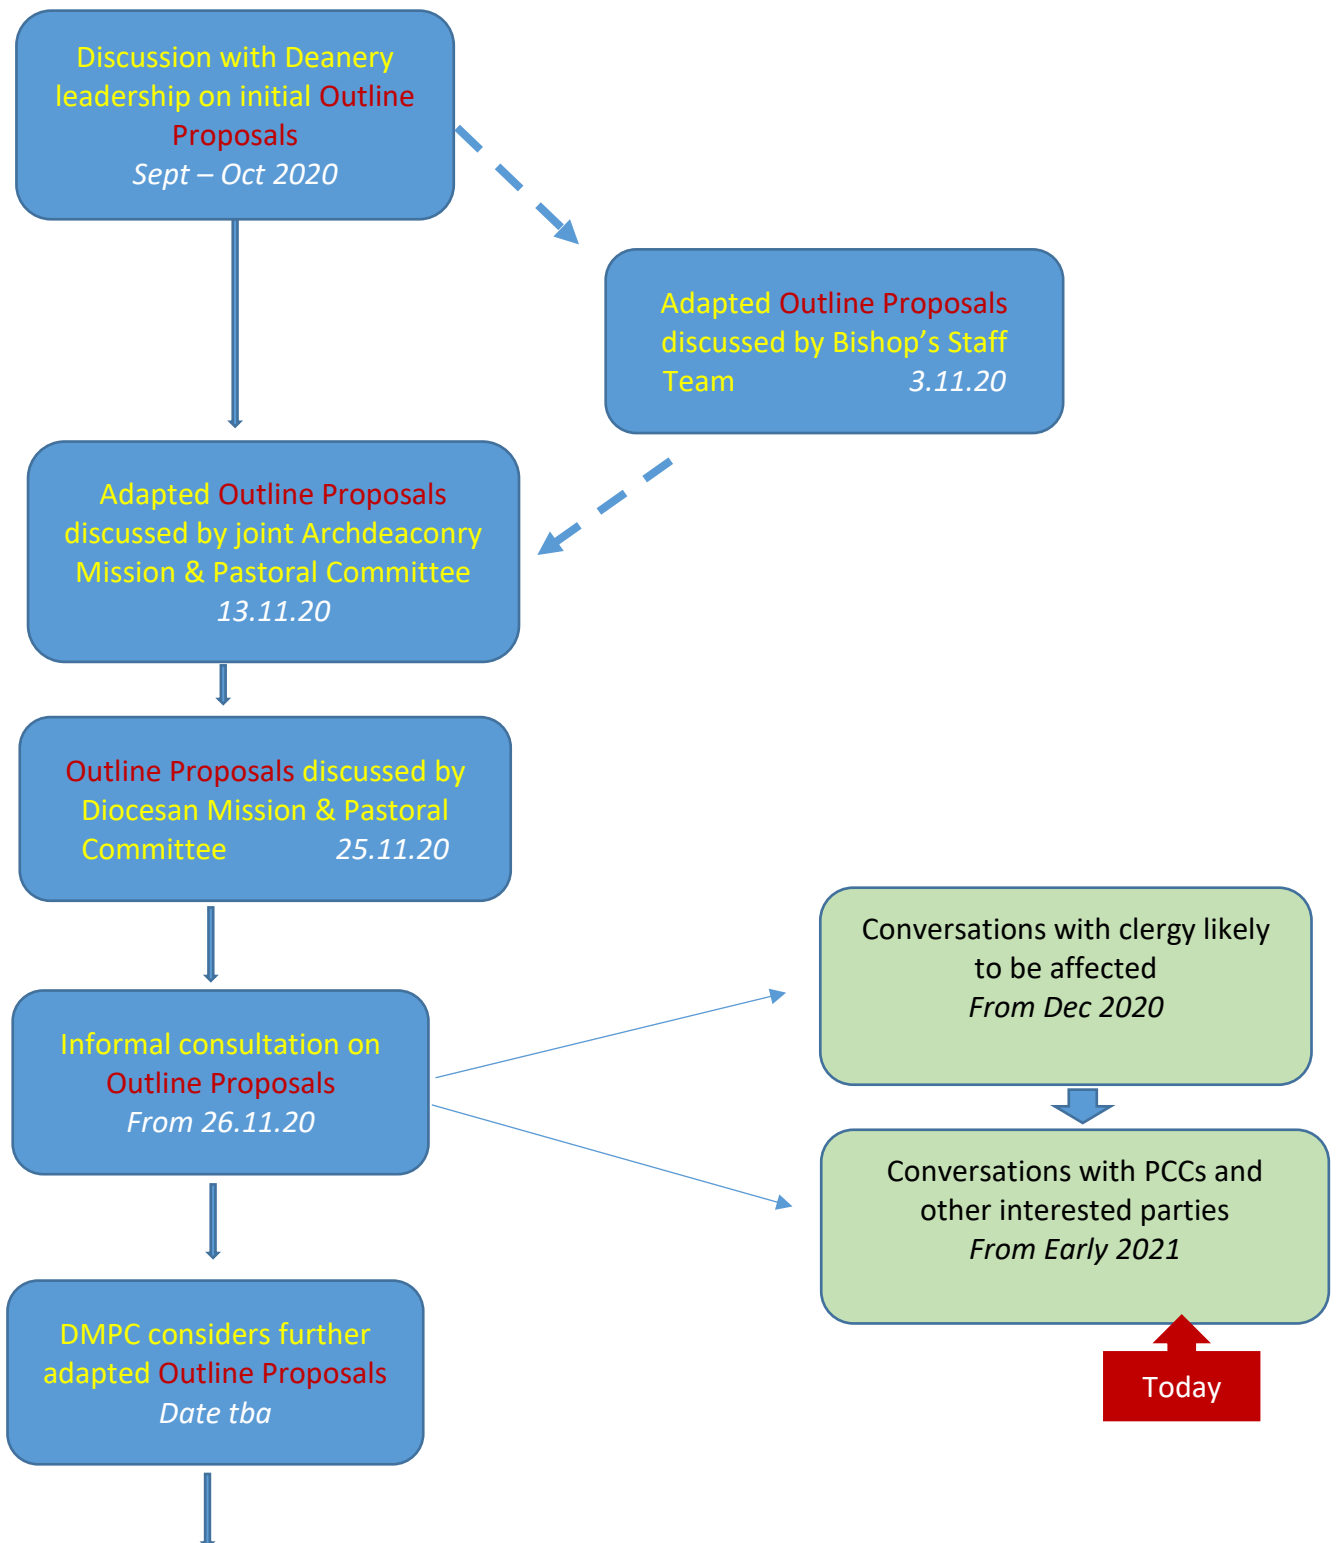 Discussion with Deanery
leadership on initial Outline
Proposals
Sept – Oct 2020
Adapted Outline Proposals
discussed by Bishop’s Staff
Team 3.11.20
Adapted Outline Proposals
discussed by joint Archdeaconry
Mission & Pastoral Committee
13.11.20
Outline Proposals discussed by
Diocesan Mission & Pastoral
Committee 25.11.20
Conversations with clergy likely
to be affected
From Dec 2020
Informal consultation on
Outline Proposals
From 26.11.20
Conversations with PCCs and
other interested parties
From Early 2021
DMPC considers further
adapted Outline Proposals
Date tba
Today